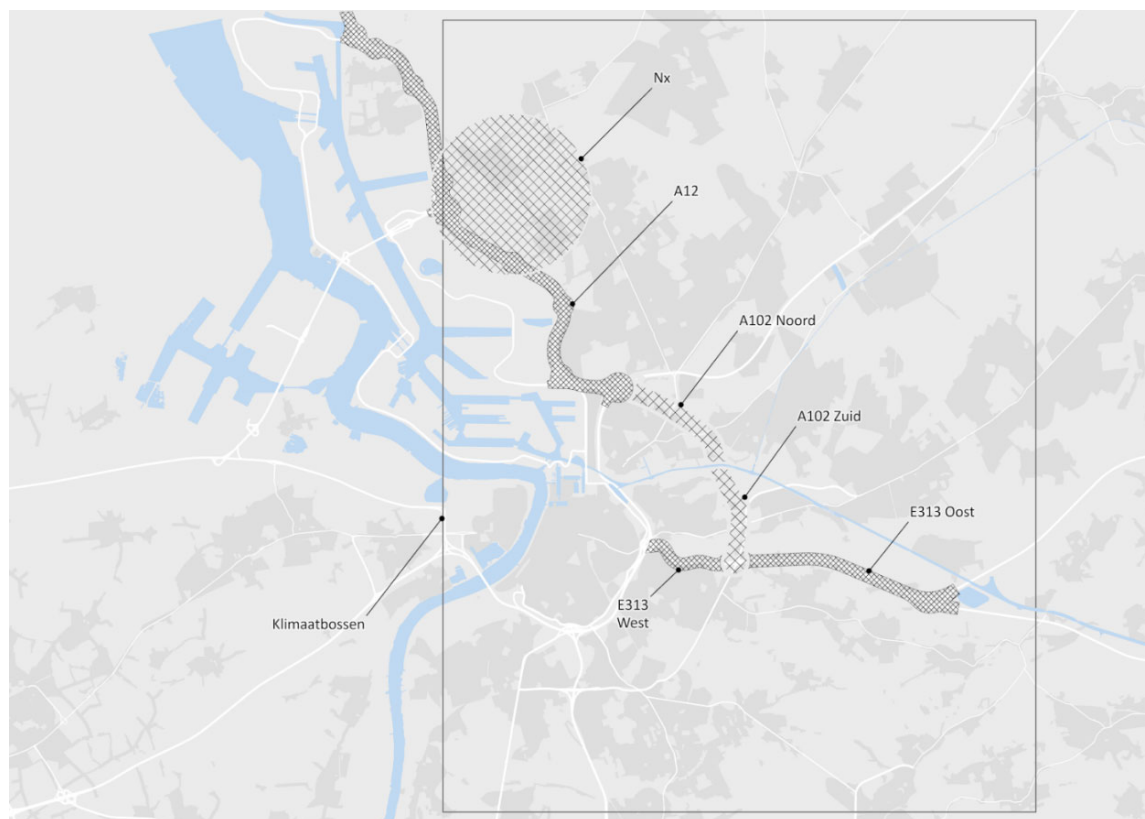 Nx
A12
A102 Noord
A102 Zuid
E313 Oost
E313
West
Klimaatbossen